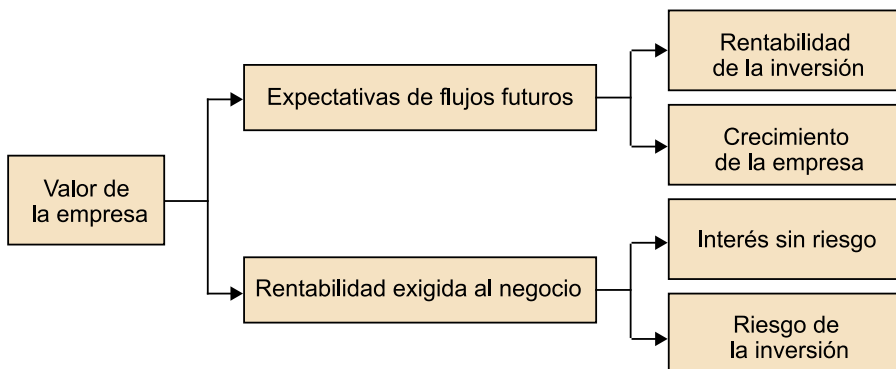 Valor de
la empresa
Expectativas de flujos futuros
Rentabilidad exigida al negocio
Rentabilidad
de la inversión
Crecimiento
de la empresa
Interés sin riesgo
Riesgo de
la inversión